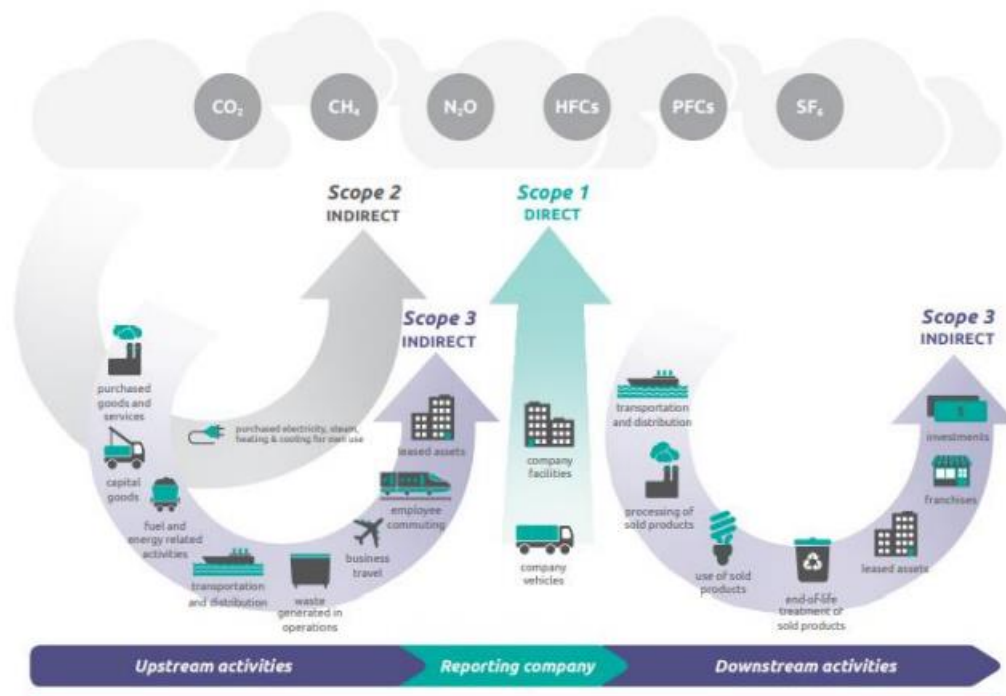 CO₂ CH₄ N₂O HFCs PFCs SF₆
Scope 2
INDIRECT
Scope 1
DIRECT
Scope 3
INDIRECT
Scope 3
INDIRECT
purchased
goods and
services
capital
goods
fuel and
energy related
activities
transportation
and distribution
waste
generated in
operations
business
travel
employee
commuting
leased assets
purchased electricity, steam,
heating & cooling for own use
company
facilities
company
vehicles
transportation
and distribution
processing of
sold products
use of sold
products
end-of-life
treatment of
sold products
leased assets
franchises
investments
Upstream activities
Reporting company
Downstream activities